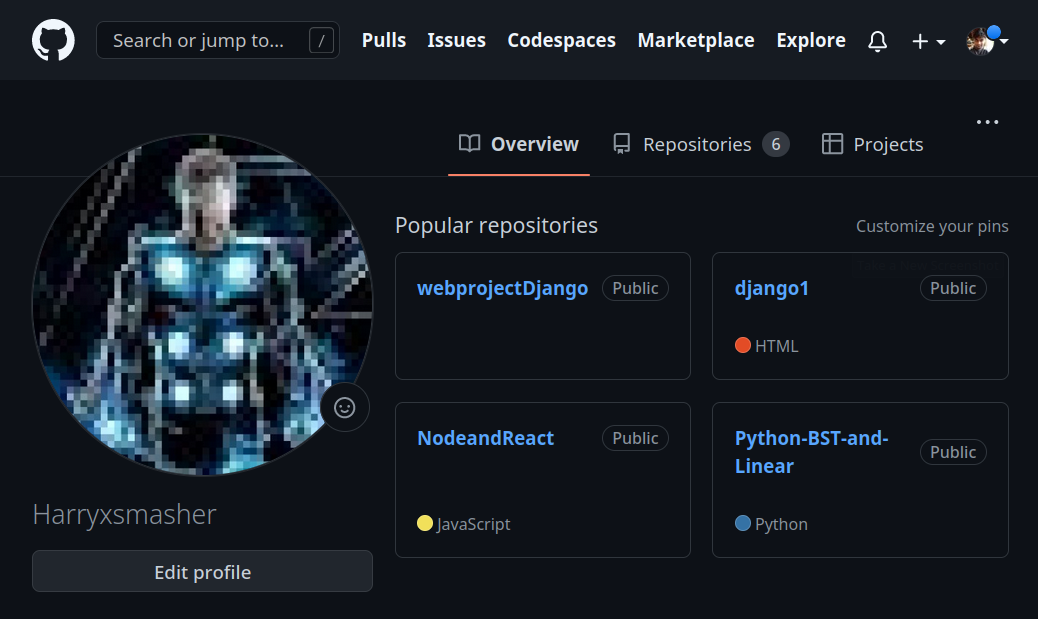 Search or jump to... / Pulls Issues Codespaces Marketplace Explore
Overview Repositories 6 Projects
Popular repositories Customize your pins
webprojectDjango Public
django1 Public
HTML
NodeandReact Public
JavaScript
Python-BST-and-
Linear Public
Python
Harryxsmasher
Edit profile